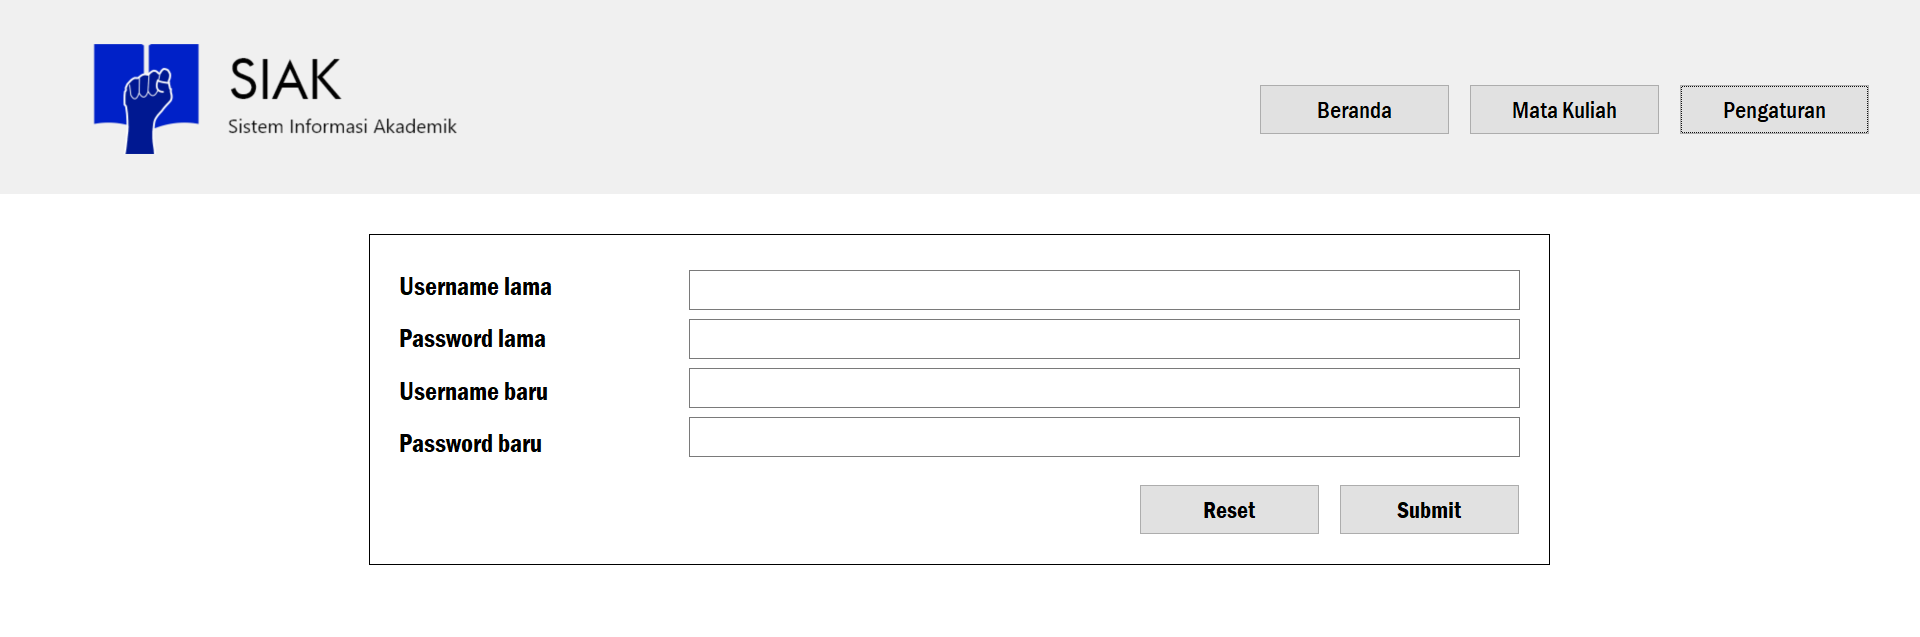 SIAK
Sistem Informasi Akademik
Beranda
Mata Kuliah
Pengaturan
Username lama
Password lama
Username baru
Password baru
Reset
Submit